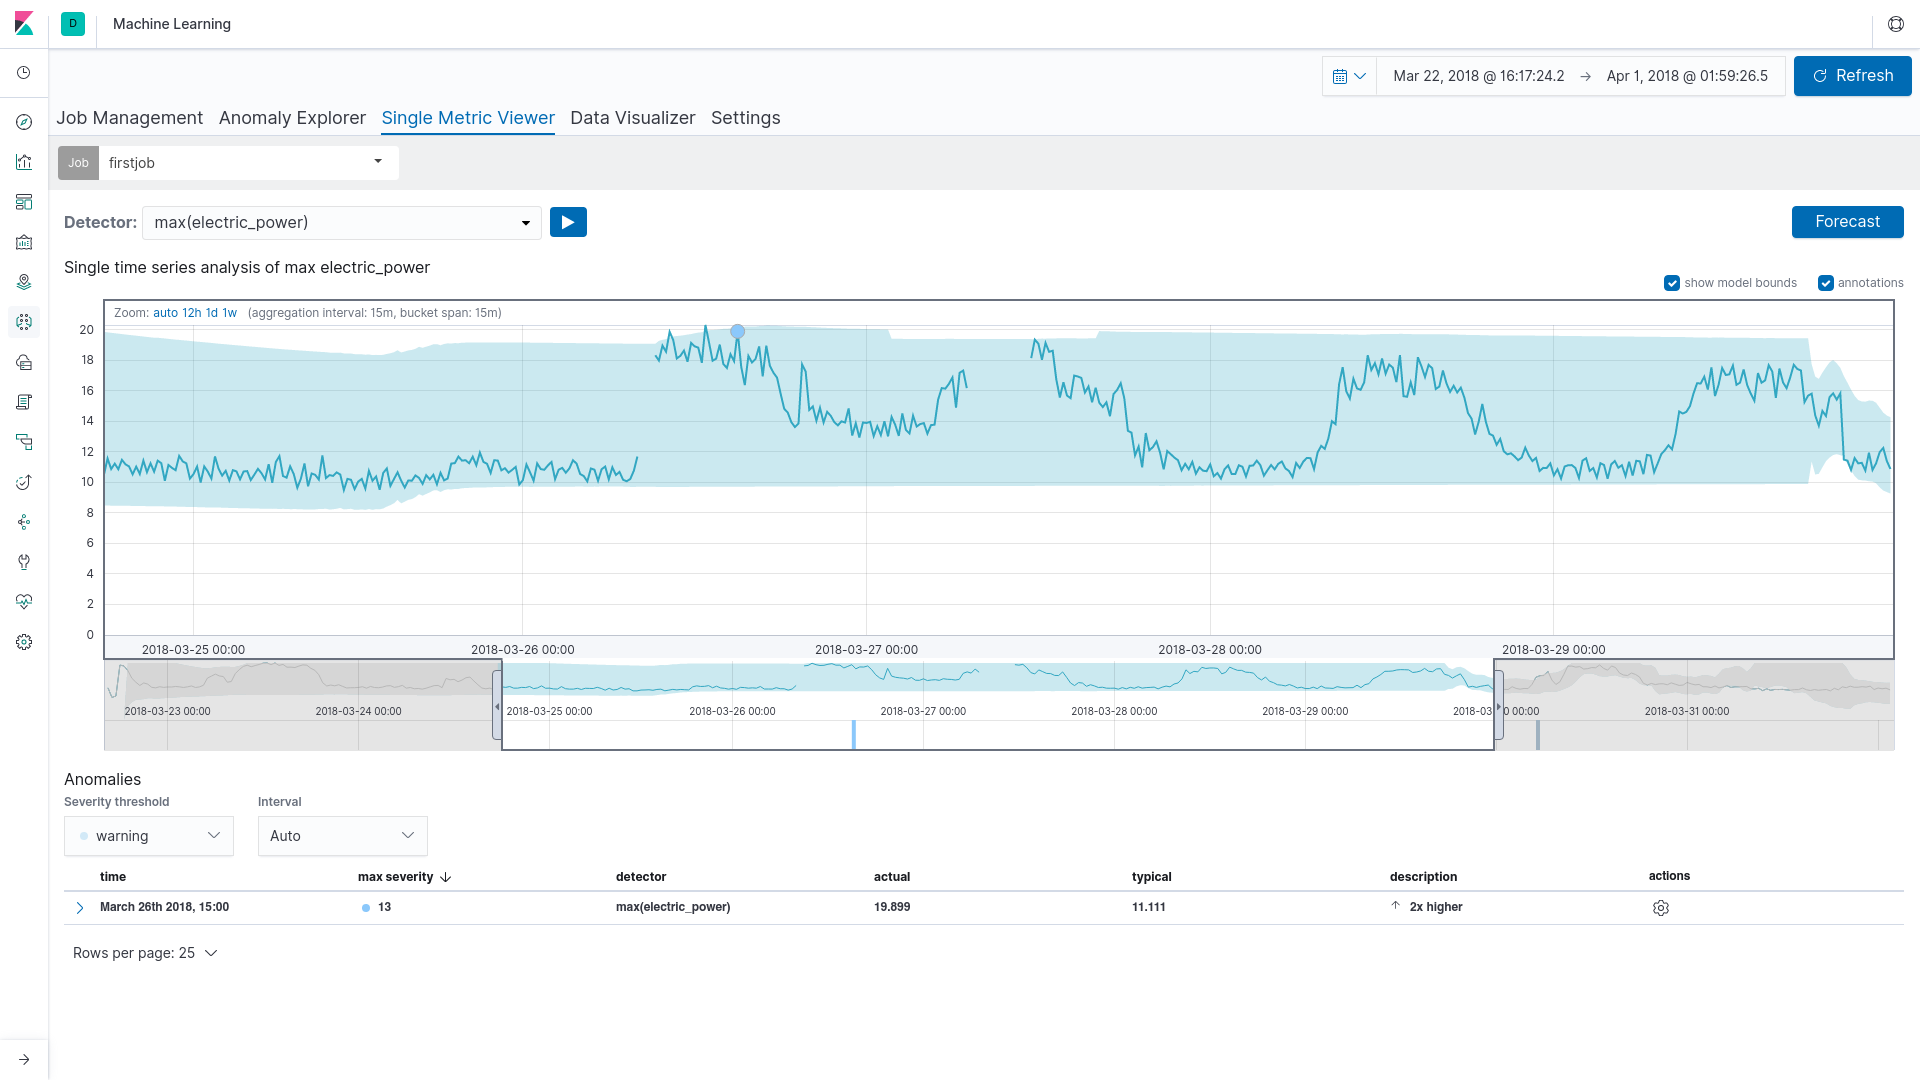 D Machine Learning
Mar 22, 2018 @ 16:17:24.2 → Apr 1, 2018 @ 01:59:26.5 Refresh
Job Management Anomaly Explorer Single Metric Viewer Data Visualizer Settings
Job firstjob
Detector: max(electric_power) Forecast
Single time series analysis of max electric_power
show model bounds annotations
Zoom: auto 12h 1d 1w (aggregation interval: 15m, bucket span: 15m)
20
18
16
14
12
10
8
6
4
2
0
2018-03-25 00:00 2018-03-26 00:00 2018-03-27 00:00 2018-03-28 00:00 2018-03-29 00:00
2018-03-23 00:00 2018-03-24 00:00 2018-03-25 00:00 2018-03-26 00:00 2018-03-27 00:00 2018-03-28 00:00 2018-03-29 00:00 2018-03-30 00:00 2018-03-31 00:00
Anomalies
Severity threshold Interval
warning Auto
time max severity detector actual typical description actions
March 26th 2018, 15:00 13 max(electric_power) 19.899 11.111 2x higher
Rows per page: 25